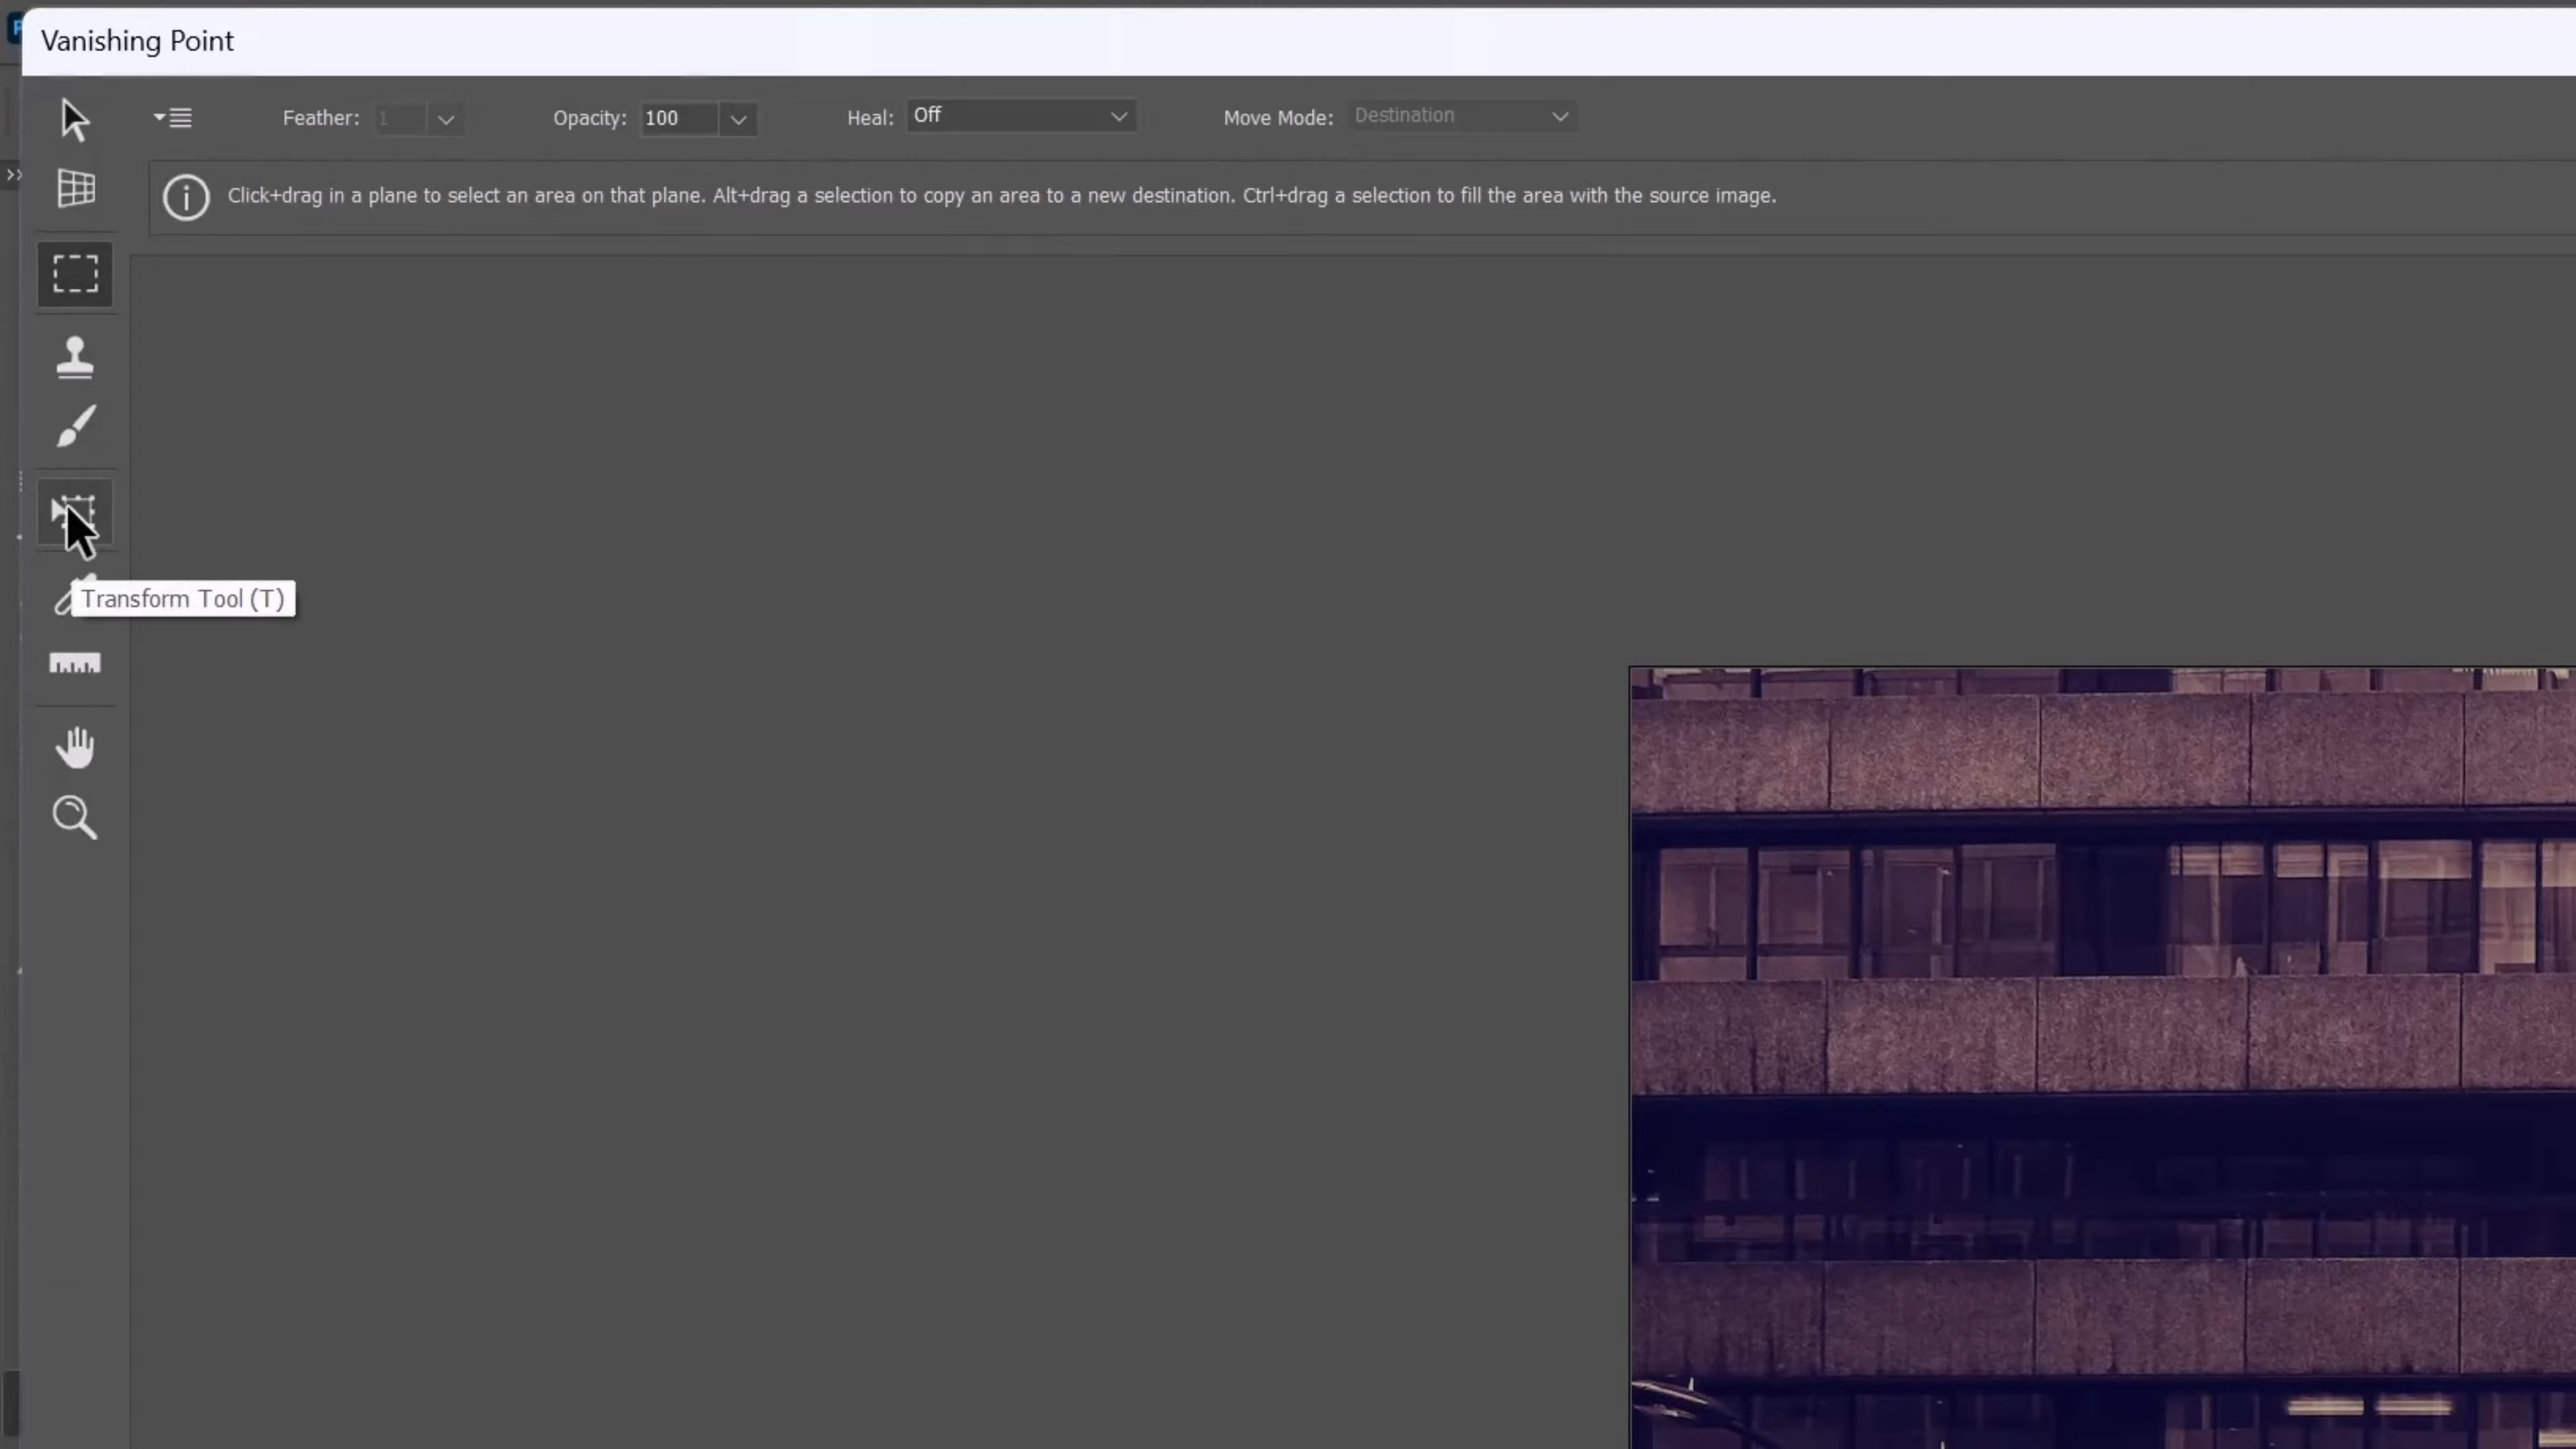 Vanishing Point
Feather: 1 Opacity: 100 Heal: Off Move Mode: Destination
Click+drag in a plane to select an area on that plane. Alt+drag a selection to copy an area to a new destination. Ctrl+drag a selection to fill the area with the source image.
Transform Tool (T)